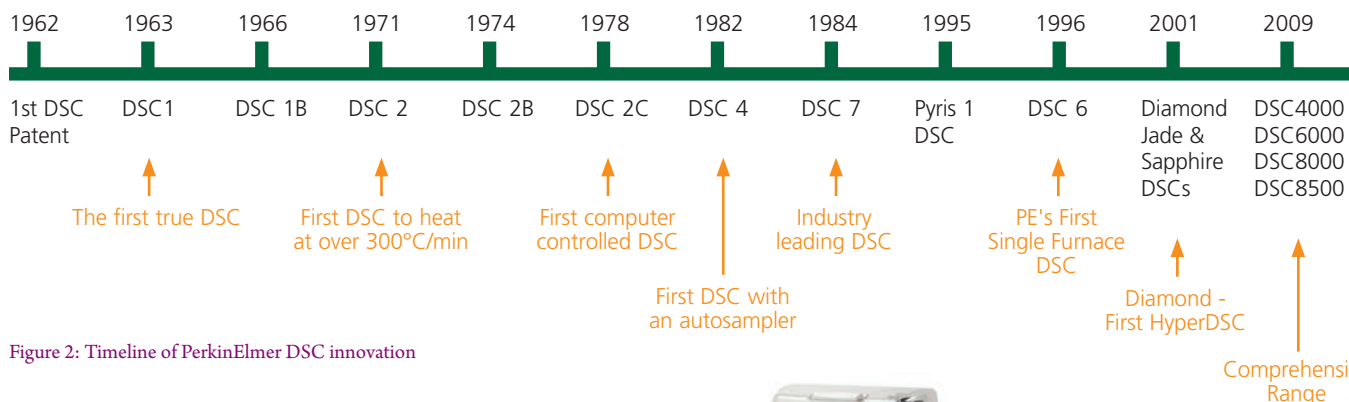 1962 1963 1966 1971 1974 1978 1982 1984 1995 1996 2001 2009
1st DSC
Patent
DSC1
DSC 1B
DSC 2
DSC 2B
DSC 2C
DSC 4
DSC 7
Pyris 1
DSC
DSC 6
Diamond
Jade &
Sapphire
DSCs
DSC4000
DSC6000
DSC8000
DSC8500
The first true DSC
First DSC to heat
at over 300°C/min
First computer
controlled DSC
First DSC with
an autosampler
Industry
leading DSC
PE's First
Single Furnace
DSC
Diamond -
First HyperDSC
Comprehensi
Range
Figure 2: Timeline of PerkinElmer DSC innovation